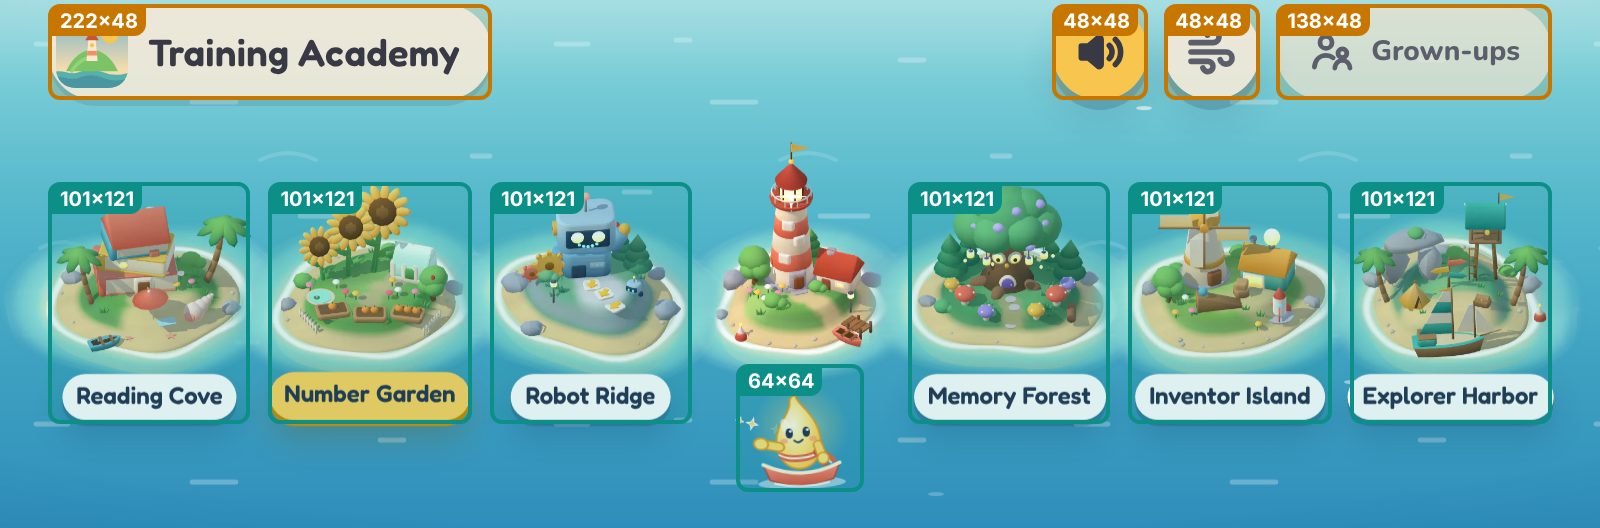 222×48
Training Academy
48×48
48×48
138×48
Grown-ups
101×121
101×121
101×121
101×121
101×121
101×121
Reading Cove
Number Garden
Robot Ridge
64×64
Memory Forest
Inventor Island
Explorer Harbor